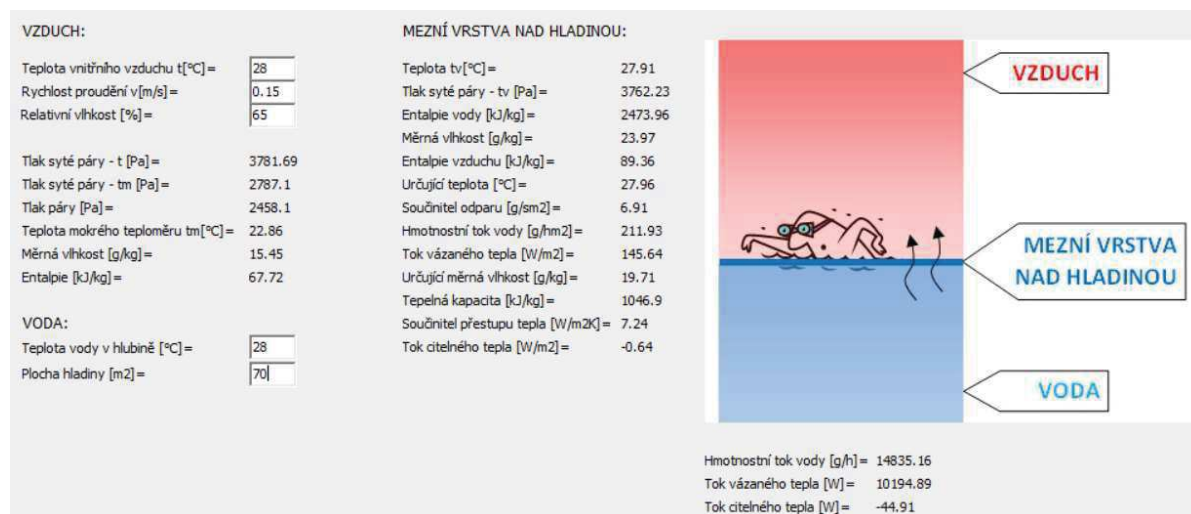 VZDUCH:
Teplota vnitřního vzduchu t[°C]= 28
Rychlost proudění v[m/s]= 0.15
Relativní vlhkost [%]= 65
Tlak syté páry - t [Pa]= 3781.69
Tlak syté páry - tm [Pa]= 2787.1
Tlak páry [Pa]= 2458.1
Teplota mokrého teploměru tm[°C]= 22.86
Měrná vlhkost [g/kg]= 15.45
Entalpie [kJ/kg]= 67.72
VODA:
Teplota vody v hlubině [°C]= 28
Plocha hladiny [m2]= 70
MEZNÍ VRSTVA NAD HLADINOU:
Teplota tv[°C]= 27.91
Tlak syté páry - tv [Pa]= 3762.23
Entalpie vody [kJ/kg]= 2473.96
Měrná vlhkost [g/kg]= 23.97
Entalpie vzduchu [kJ/kg]= 89.36
Určující teplota [°C]= 27.96
Součinitel odparu [g/sm2]= 6.91
Hmotnostní tok vody [g/hm2]= 211.93
Tok vázaného tepla [W/m2]= 145.64
Určující měrná vlhkost [g/kg]= 19.71
Tepelná kapacita [kJ/kg]= 1046.9
Součinitel přestupu tepla [W/m2K]= 7.24
Tok citelného tepla [W/m2]= -0.64
VZDUCH
MEZNÍ VRSTVA
NAD HLADINOU
VODA
Hmotnostní tok vody [g/h]= 14835.16
Tok vázaného tepla [W]= 10194.89
Tok citelného tepla [W]= -44.91